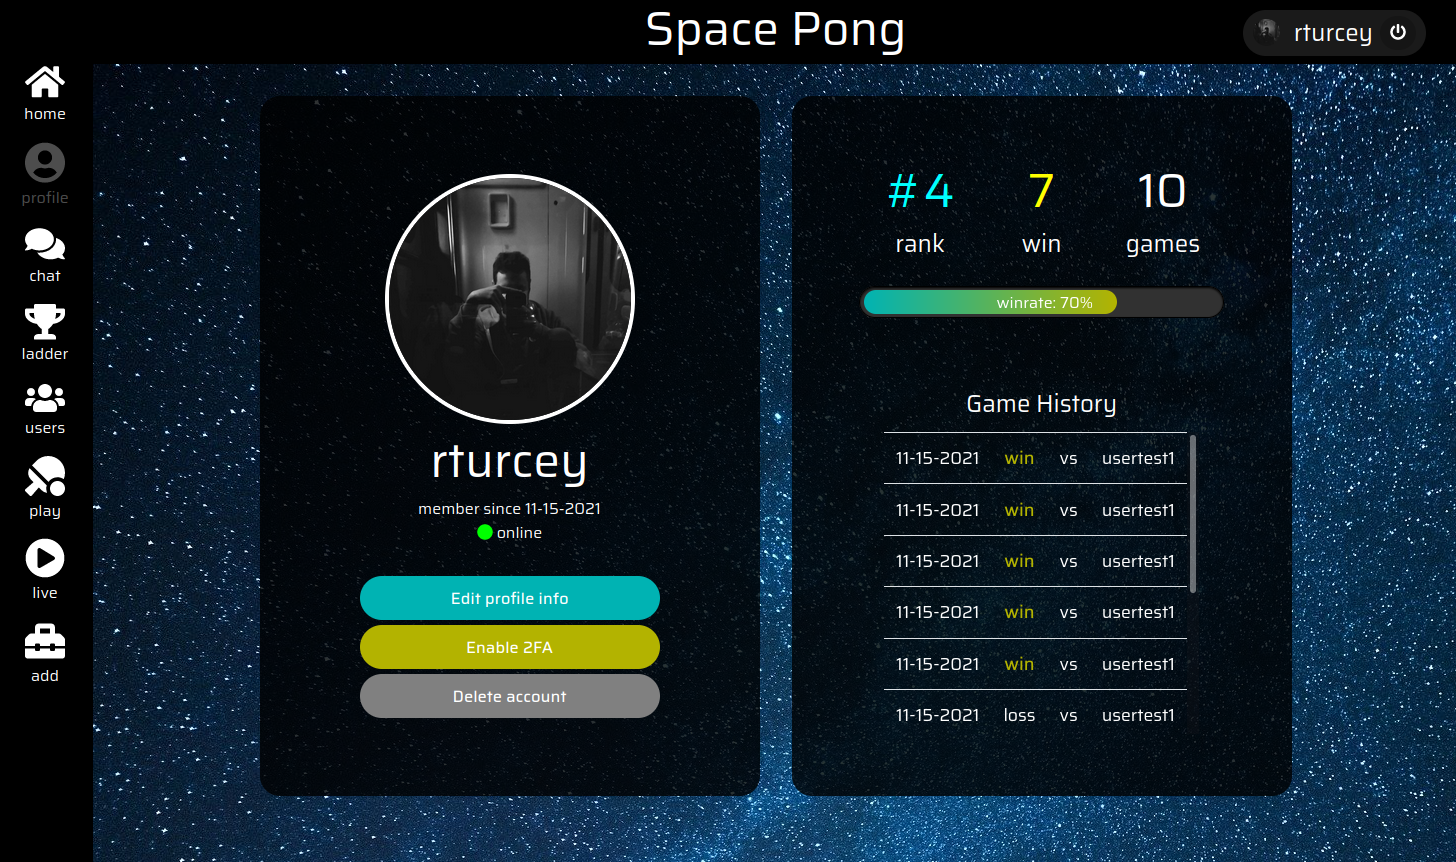 Space Pong
rturcey
home
profile
chat
ladder
users
play
live
add
rturcey
member since 11-15-2021
online
Edit profile info
Enable 2FA
Delete account
#4 7 10
rank win games
winrate: 70%
Game History
11-15-2021 win vs usertest1
11-15-2021 win vs usertest1
11-15-2021 win vs usertest1
11-15-2021 win vs usertest1
11-15-2021 win vs usertest1
11-15-2021 loss vs usertest1